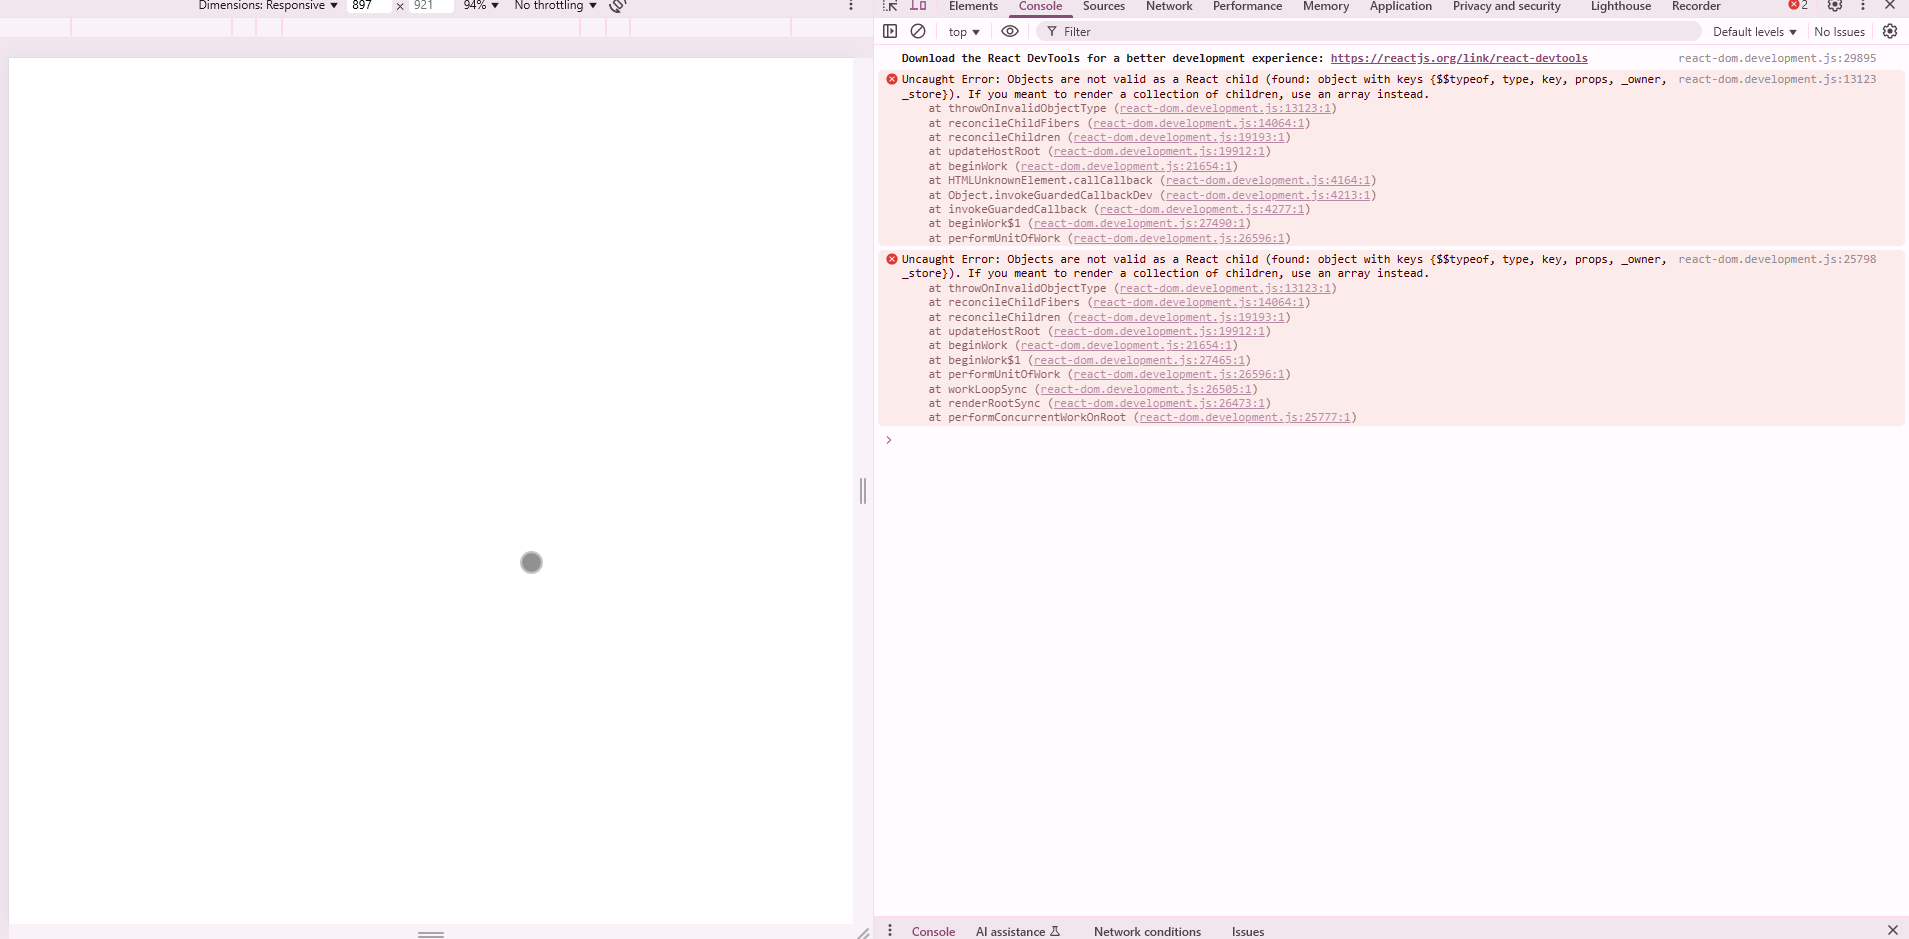 Dimensions: Responsive ▼ 897 × 921 94% ▼ No throttling ▼
Elements Console Sources Network Performance Memory Application Privacy and security Lighthouse Recorder 2
top ▼ Filter Default levels ▼ No Issues
Download the React DevTools for a better development experience: https://reactjs.org/link/react-devtools react-dom.development.js:29895
Uncaught Error: Objects are not valid as a React child (found: object with keys {$$typeof, type, key, props, _owner, react-dom.development.js:13123
_store}). If you meant to render a collection of children, use an array instead.
at throwOnInvalidObjectType (react-dom.development.js:13123:1)
at reconcileChildFibers (react-dom.development.js:14064:1)
at reconcileChildren (react-dom.development.js:19193:1)
at updateHostRoot (react-dom.development.js:19912:1)
at beginWork (react-dom.development.js:21654:1)
at HTMLUnknownElement.callCallback (react-dom.development.js:4164:1)
at Object.invokeGuardedCallbackDev (react-dom.development.js:4213:1)
at invokeGuardedCallback (react-dom.development.js:4277:1)
at beginWork$1 (react-dom.development.js:27490:1)
at performUnitOfWork (react-dom.development.js:26596:1)
Uncaught Error: Objects are not valid as a React child (found: object with keys {$$typeof, type, key, props, _owner, react-dom.development.js:25798
_store}). If you meant to render a collection of children, use an array instead.
at throwOnInvalidObjectType (react-dom.development.js:13123:1)
at reconcileChildFibers (react-dom.development.js:14064:1)
at reconcileChildren (react-dom.development.js:19193:1)
at updateHostRoot (react-dom.development.js:19912:1)
at beginWork (react-dom.development.js:21654:1)
at beginWork$1 (react-dom.development.js:27465:1)
at performUnitOfWork (react-dom.development.js:26596:1)
at workLoopSync (react-dom.development.js:26505:1)
at renderRootSync (react-dom.development.js:26473:1)
at performConcurrentWorkOnRoot (react-dom.development.js:25777:1)
Console AI assistance Network conditions Issues